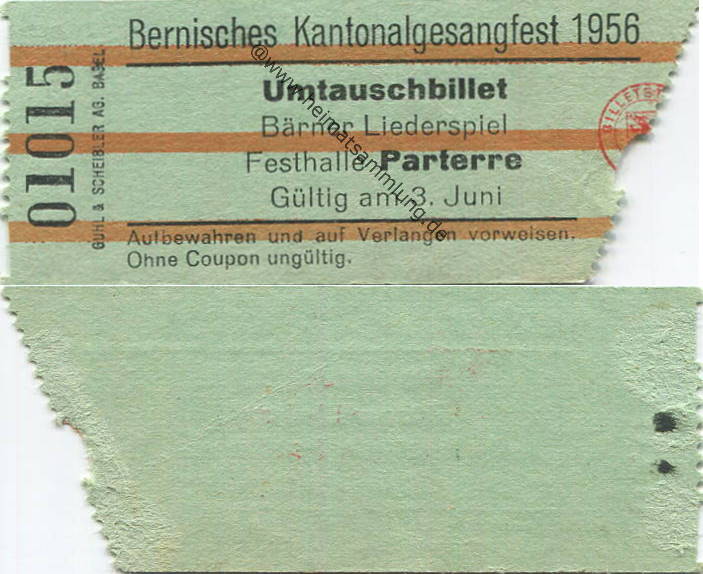 Bernisches Kantonalgesangfest 1956
Umtauschbillet
Bärner Liederspiel
Festhalle Parterre
Gültig am 3. Juni
Aufbewahren und auf Verlangen vorweisen.
Ohne Coupon ungültig.
01015
GUHL & SCHEIBLER AG. BASEL
@www.heimatsammlung.de